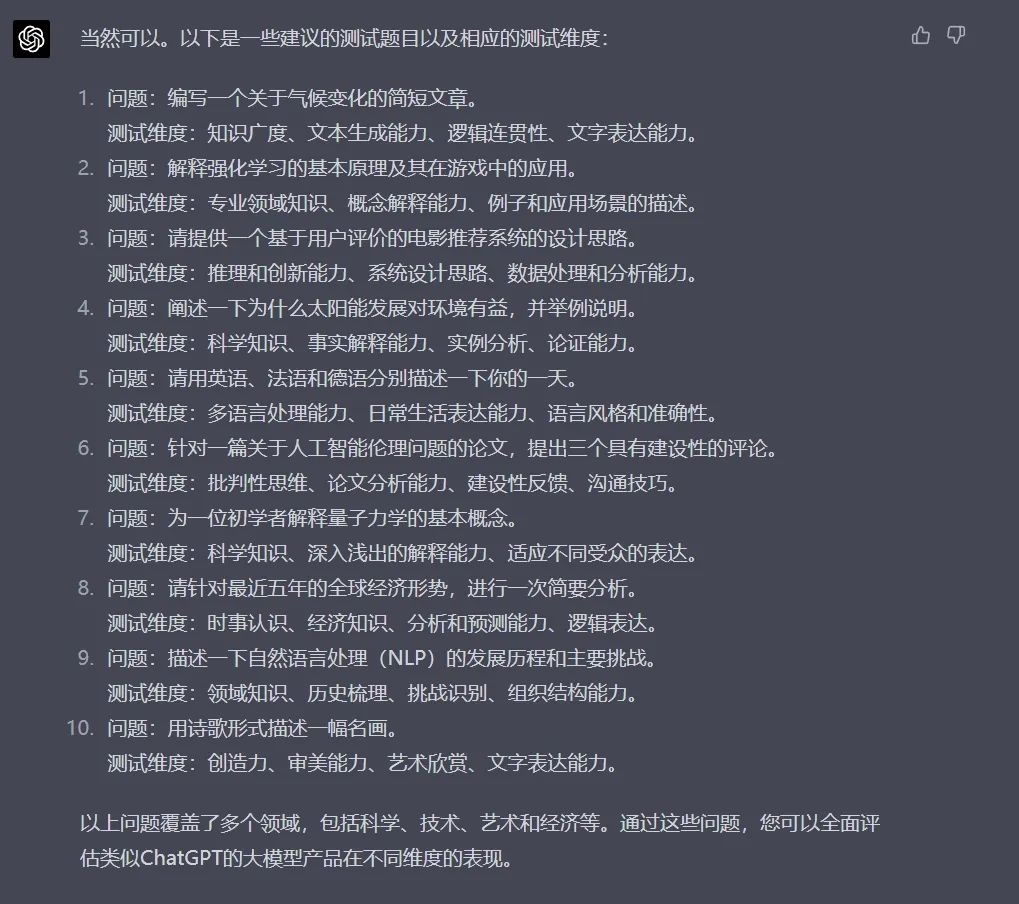 当然可以。以下是一些建议的测试题目以及相应的测试维度：
1. 问题：编写一个关于气候变化的简短文章。
测试维度：知识广度、文本生成能力、逻辑连贯性、文字表达能力。
2. 问题：解释强化学习的基本原理及其在游戏中的应用。
测试维度：专业领域知识、概念解释能力、例子和应用场景的描述。
3. 问题：请提供一个基于用户评价的电影推荐系统的设计思路。
测试维度：推理和创新能力、系统设计思路、数据处理和分析能力。
4. 问题：阐述一下为什么太阳能发展对环境有益，并举例说明。
测试维度：科学知识、事实解释能力、实例分析、论证能力。
5. 问题：请用英语、法语和德语分别描述一下你的一天。
测试维度：多语言处理能力、日常生活表达能力、语言风格和准确性。
6. 问题：针对一篇关于人工智能伦理问题的论文，提出三个具有建设性的评论。
测试维度：批判性思维、论文分析能力、建设性反馈、沟通技巧。
7. 问题：为一位初学者解释量子力学的基本概念。
测试维度：科学知识、深入浅出的解释能力、适应不同受众的表达。
8. 问题：请针对最近五年的全球经济形势，进行一次简要分析。
测试维度：时事认识、经济知识、分析和预测能力、逻辑表达。
9. 问题：描述一下自然语言处理（NLP）的发展历程和主要挑战。
测试维度：领域知识、历史梳理、挑战识别、组织结构能力。
10. 问题：用诗歌形式描述一幅名画。
测试维度：创造力、审美能力、艺术欣赏、文字表达能力。
以上问题覆盖了多个领域，包括科学、技术、艺术和经济等。通过这些问题，您可以全面评
估类似ChatGPT的大模型产品在不同维度的表现。